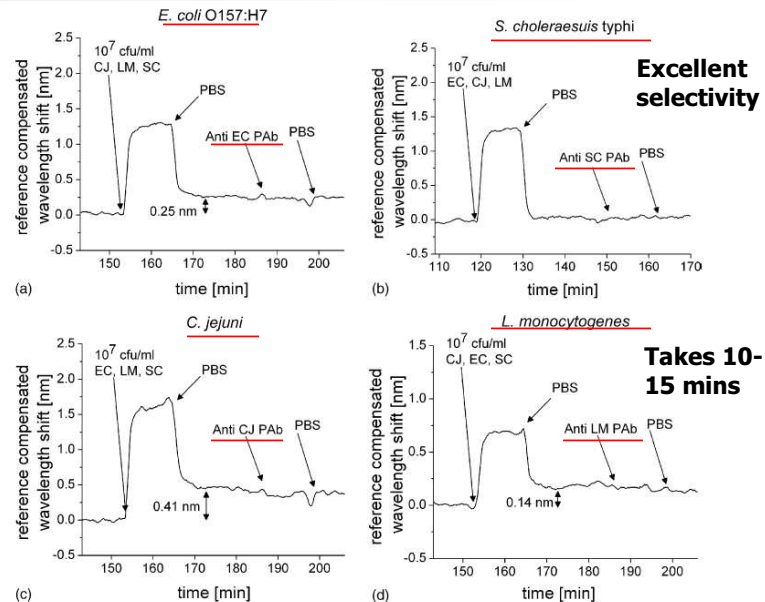 E. coli O157:H7
reference compensated
wavelength shift [nm]
2.5
2.0
1.5
1.0
0.5
0.0
-0.5
10⁷ cfu/ml
CJ, LM, SC
PBS
Anti EC PAb
PBS
0.25 nm
150 160 170 180 190 200
time [min]
(a)
S. choleraesuis typhi
reference compensated
wavelength shift [nm]
2.5
2.0
1.5
1.0
0.5
0.0
-0.5
10⁷ cfu/ml
EC, CJ, LM
PBS
Anti SC PAb
PBS
110 120 130 140 150 160 170
time [min]
(b)
Excellent
selectivity
C. jejuni
reference compensated
wavelength shift [nm]
2.5
2.0
1.5
1.0
0.5
0.0
-0.5
10⁷ cfu/ml
EC, LM, SC
PBS
Anti CJ PAb
PBS
0.41 nm
150 160 170 180 190 200
time [min]
(c)
L. monocytogenes
reference compensated
wavelength shift [nm]
1.5
1.0
0.5
0.0
-0.5
10⁷ cfu/ml
CJ, EC, SC
PBS
Anti LM PAb
PBS
0.14 nm
150 160 170 180 190 200
time [min]
(d)
Takes 10-
15 mins